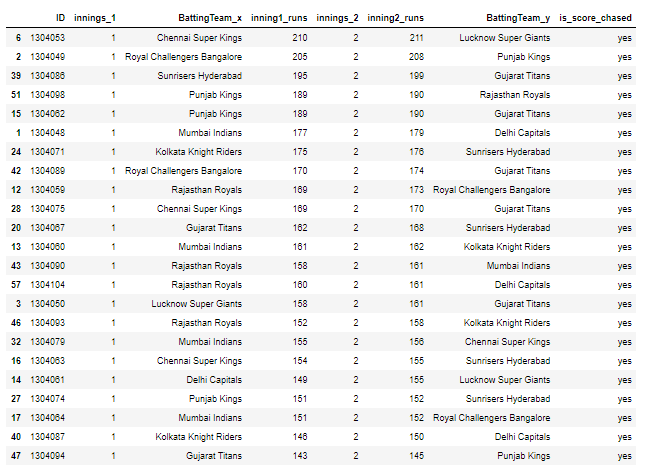 ID innings_1 BattingTeam_x inning1_runs innings_2 inning2_runs BattingTeam_y is_score_chased
6 1304053 1 Chennai Super Kings 210 2 211 Lucknow Super Giants yes
2 1304049 1 Royal Challengers Bangalore 205 2 208 Punjab Kings yes
39 1304086 1 Sunrisers Hyderabad 195 2 199 Gujarat Titans yes
51 1304098 1 Punjab Kings 189 2 190 Rajasthan Royals yes
15 1304062 1 Punjab Kings 189 2 190 Gujarat Titans yes
1 1304048 1 Mumbai Indians 177 2 179 Delhi Capitals yes
24 1304071 1 Kolkata Knight Riders 175 2 176 Sunrisers Hyderabad yes
42 1304089 1 Royal Challengers Bangalore 170 2 174 Gujarat Titans yes
12 1304059 1 Rajasthan Royals 169 2 173 Royal Challengers Bangalore yes
28 1304075 1 Chennai Super Kings 169 2 170 Gujarat Titans yes
20 1304067 1 Gujarat Titans 162 2 168 Sunrisers Hyderabad yes
13 1304060 1 Mumbai Indians 161 2 162 Kolkata Knight Riders yes
43 1304090 1 Rajasthan Royals 158 2 161 Mumbai Indians yes
57 1304104 1 Rajasthan Royals 160 2 161 Delhi Capitals yes
3 1304050 1 Lucknow Super Giants 158 2 161 Gujarat Titans yes
46 1304093 1 Rajasthan Royals 152 2 158 Kolkata Knight Riders yes
32 1304079 1 Mumbai Indians 155 2 156 Chennai Super Kings yes
16 1304063 1 Chennai Super Kings 154 2 155 Sunrisers Hyderabad yes
14 1304061 1 Delhi Capitals 149 2 155 Lucknow Super Giants yes
27 1304074 1 Punjab Kings 151 2 152 Sunrisers Hyderabad yes
17 1304064 1 Mumbai Indians 151 2 152 Royal Challengers Bangalore yes
40 1304087 1 Kolkata Knight Riders 146 2 150 Delhi Capitals yes
47 1304094 1 Gujarat Titans 143 2 145 Punjab Kings yes